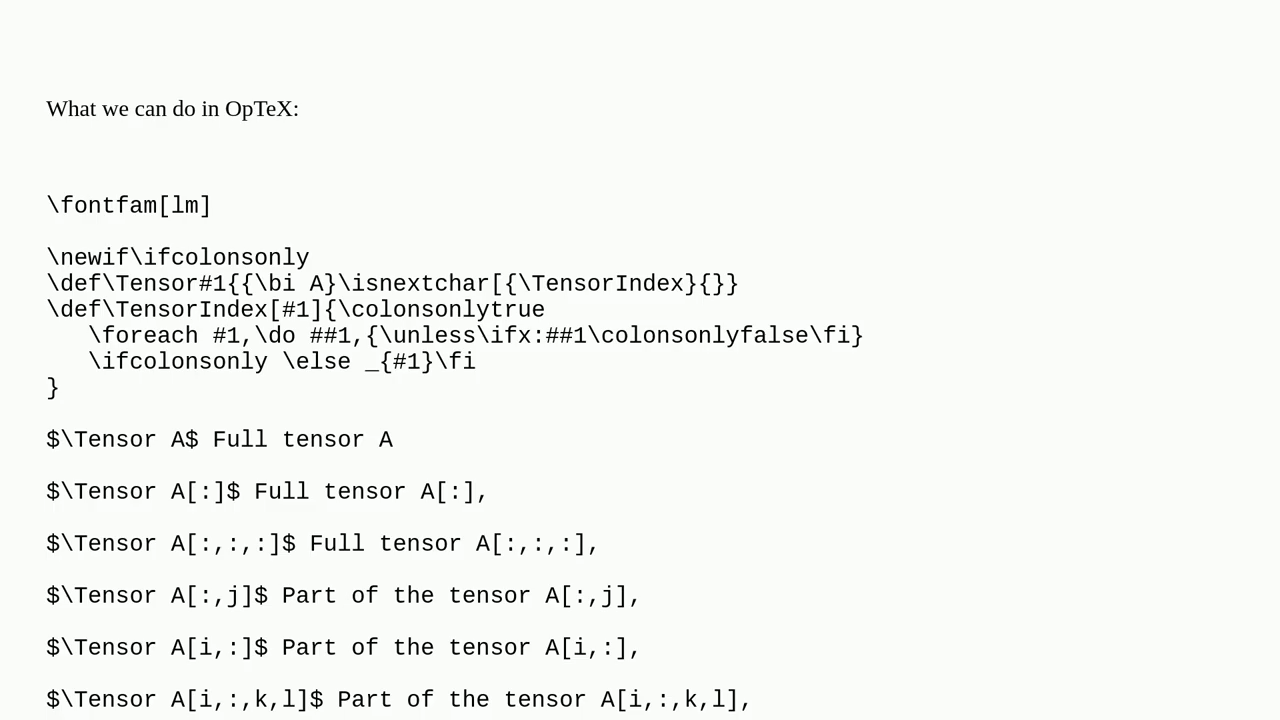 What we can do in OpTeX:
\fontfam[lm]
\newif\ifcolonsonly
\def\Tensor#1{{\bi A}\isnextchar[{\TensorIndex}{}}
\def\TensorIndex[#1]{\colonsonlytrue
   \foreach #1,\do ##1,{\unless\ifx:##1\colonsonlyfalse\fi}
   \ifcolonsonly \else _{#1}\fi
}
$\Tensor A$ Full tensor A
$\Tensor A[:]$ Full tensor A[:],
$\Tensor A[:,:,:]$ Full tensor A[:,:,:],
$\Tensor A[:,j]$ Part of the tensor A[:,j],
$\Tensor A[i,:]$ Part of the tensor A[i,:],
$\Tensor A[i,:,k,l]$ Part of the tensor A[i,:,k,l],